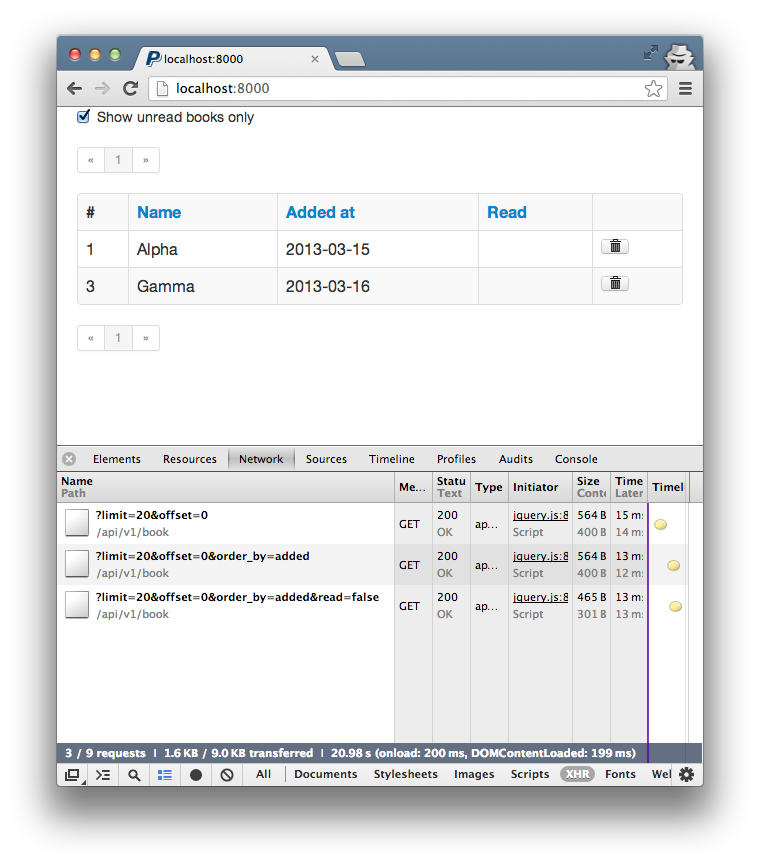 localhost:8000
localhost:8000
Show unread books only
« 1 »
# Name Added at Read
1 Alpha 2013-03-15
3 Gamma 2013-03-16
« 1 »
Elements Resources Network Sources Timeline Profiles Audits Console
Name Path Me... Statu Text Type Initiator Size Conte Time Later Timeli
?limit=20&offset=0 GET 200 ap... jquery.js:8 564 B 15 ms
/api/v1/book OK Script 400 B 14 ms
?limit=20&offset=0&order_by=added GET 200 ap... jquery.js:8 564 B 13 ms
/api/v1/book OK Script 400 B 12 ms
?limit=20&offset=0&order_by=added&read=false GET 200 ap... jquery.js:8 465 B 13 ms
/api/v1/book OK Script 301 B 13 ms
3 / 9 requests | 1.6 KB / 9.0 KB transferred | 20.98 s (onload: 200 ms, DOMContentLoaded: 199 ms)
All Documents Stylesheets Images Scripts XHR Fonts Wel